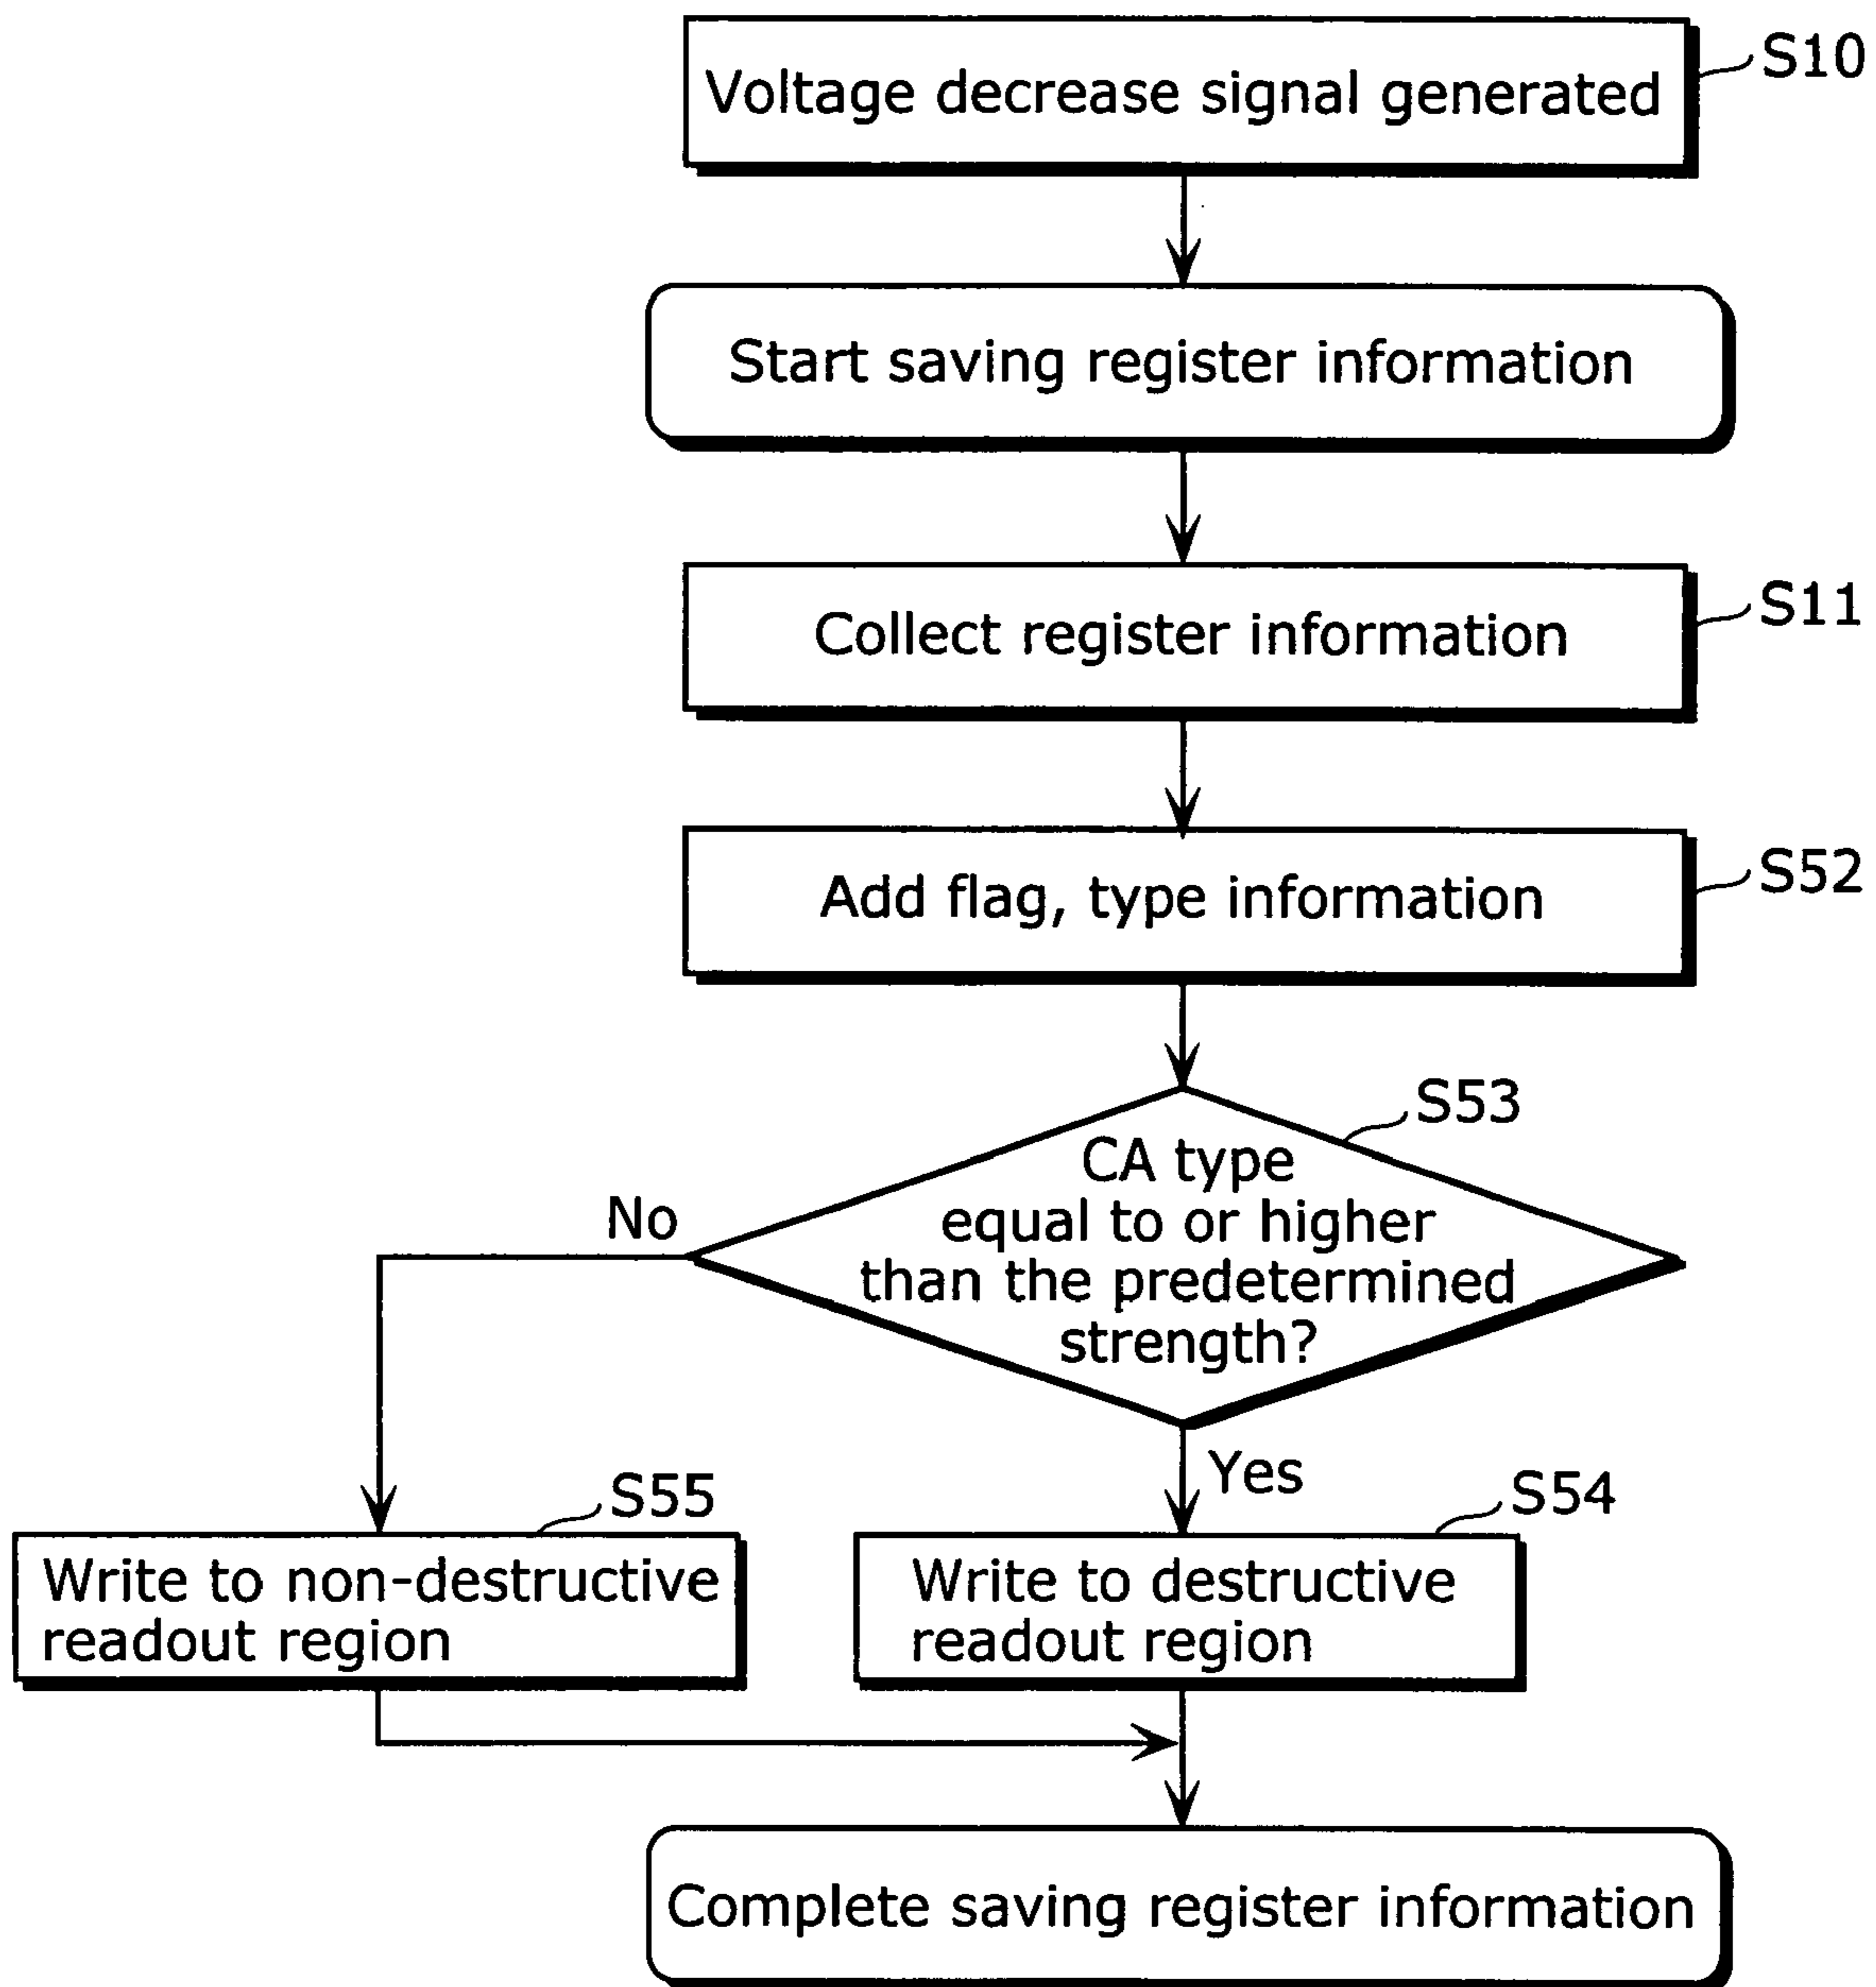 Voltage decrease signal generated
S10
Start saving register information
Collect register information
S11
Add flag, type information
S52
S53
CA type
equal to or higher
than the predetermined
strength?
No
Yes
S55
Write to non-destructive
readout region
S54
Write to destructive
readout region
Complete saving register information